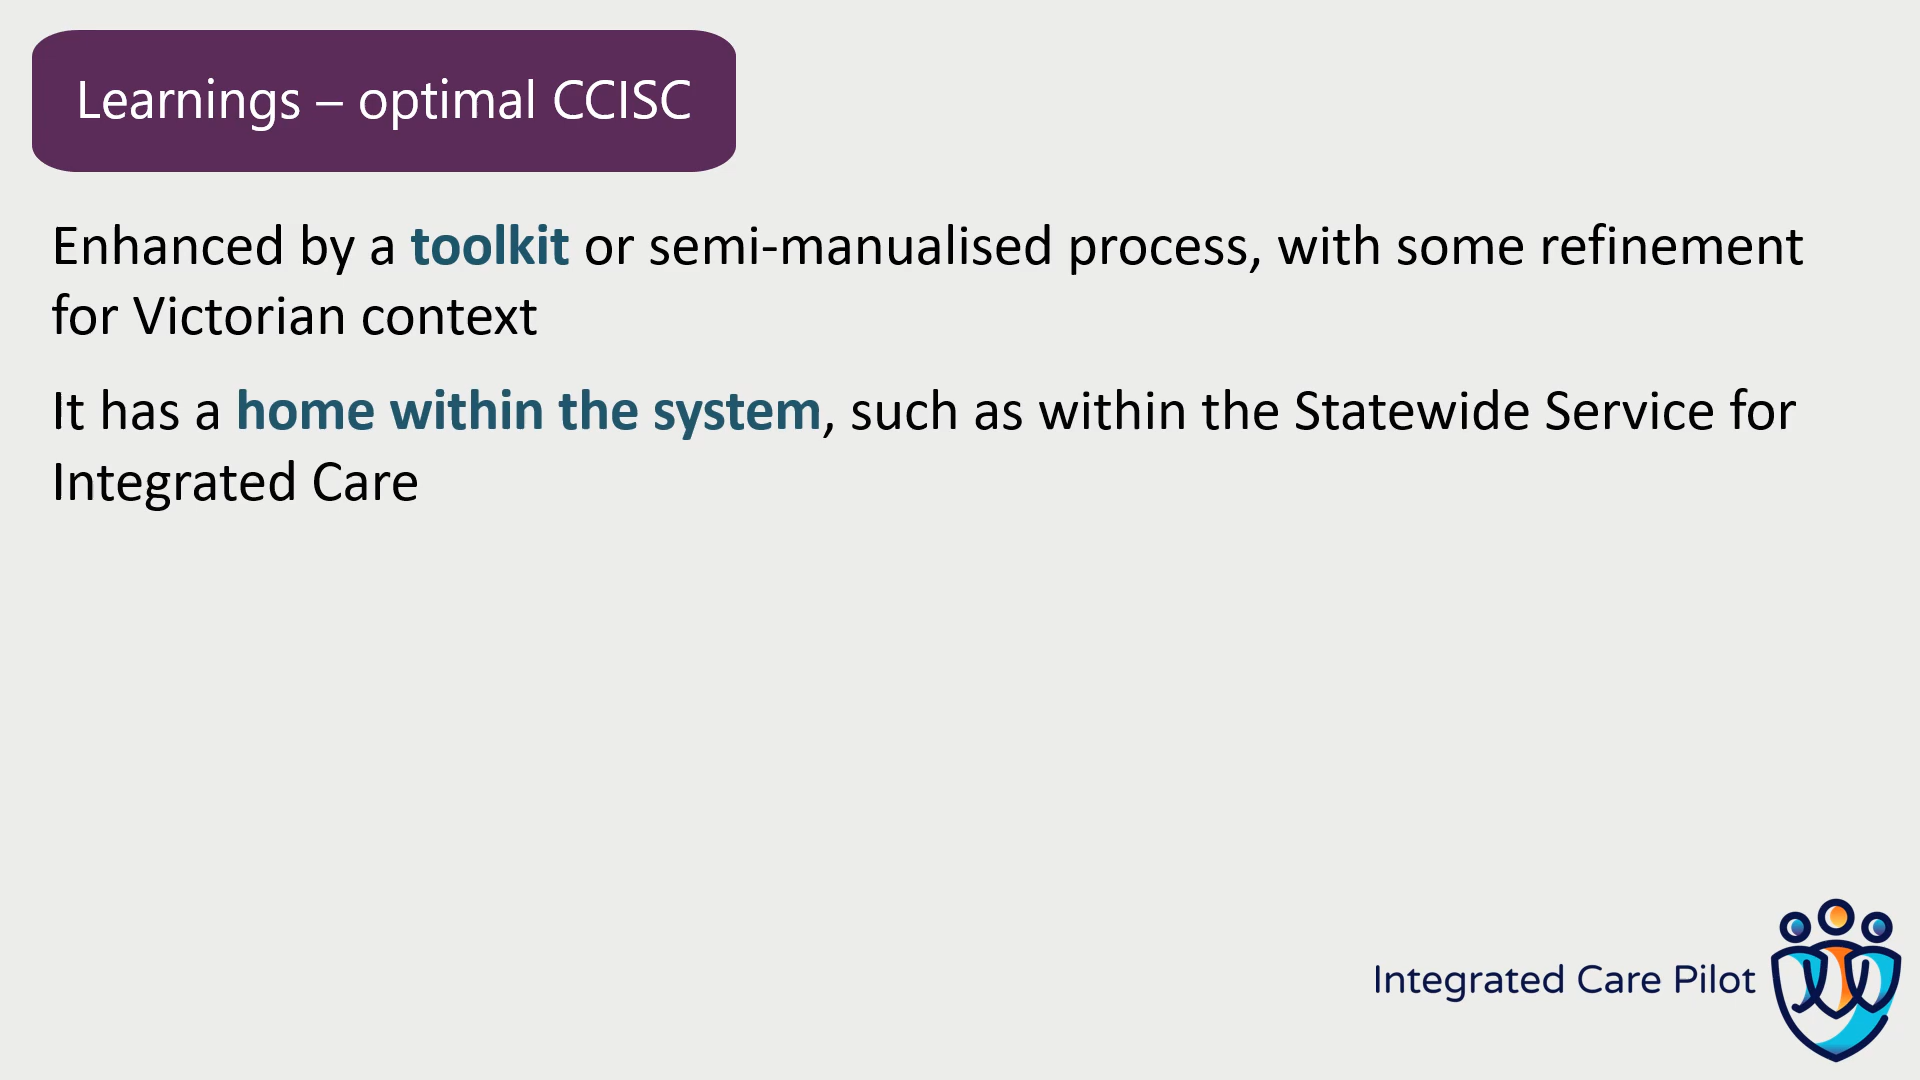 Learnings – optimal CCISC
Enhanced by a toolkit or semi-manualised process, with some refinement
for Victorian context
It has a home within the system, such as within the Statewide Service for
Integrated Care
Integrated Care Pilot